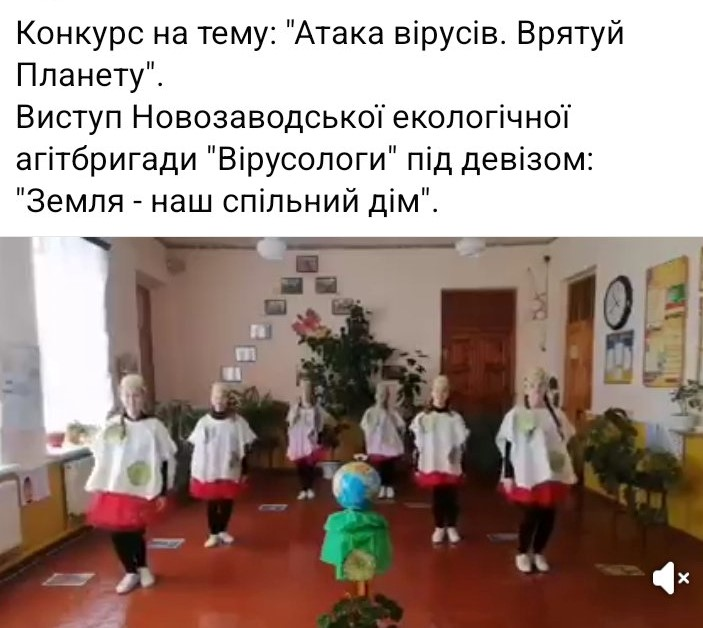 Конкурс на тему: "Атака вірусів. Врятуй
Планету".
Виступ Новозаводської екологічної
агітбригади "Вірусологи" під девізом:
"Земля - наш спільний дім".